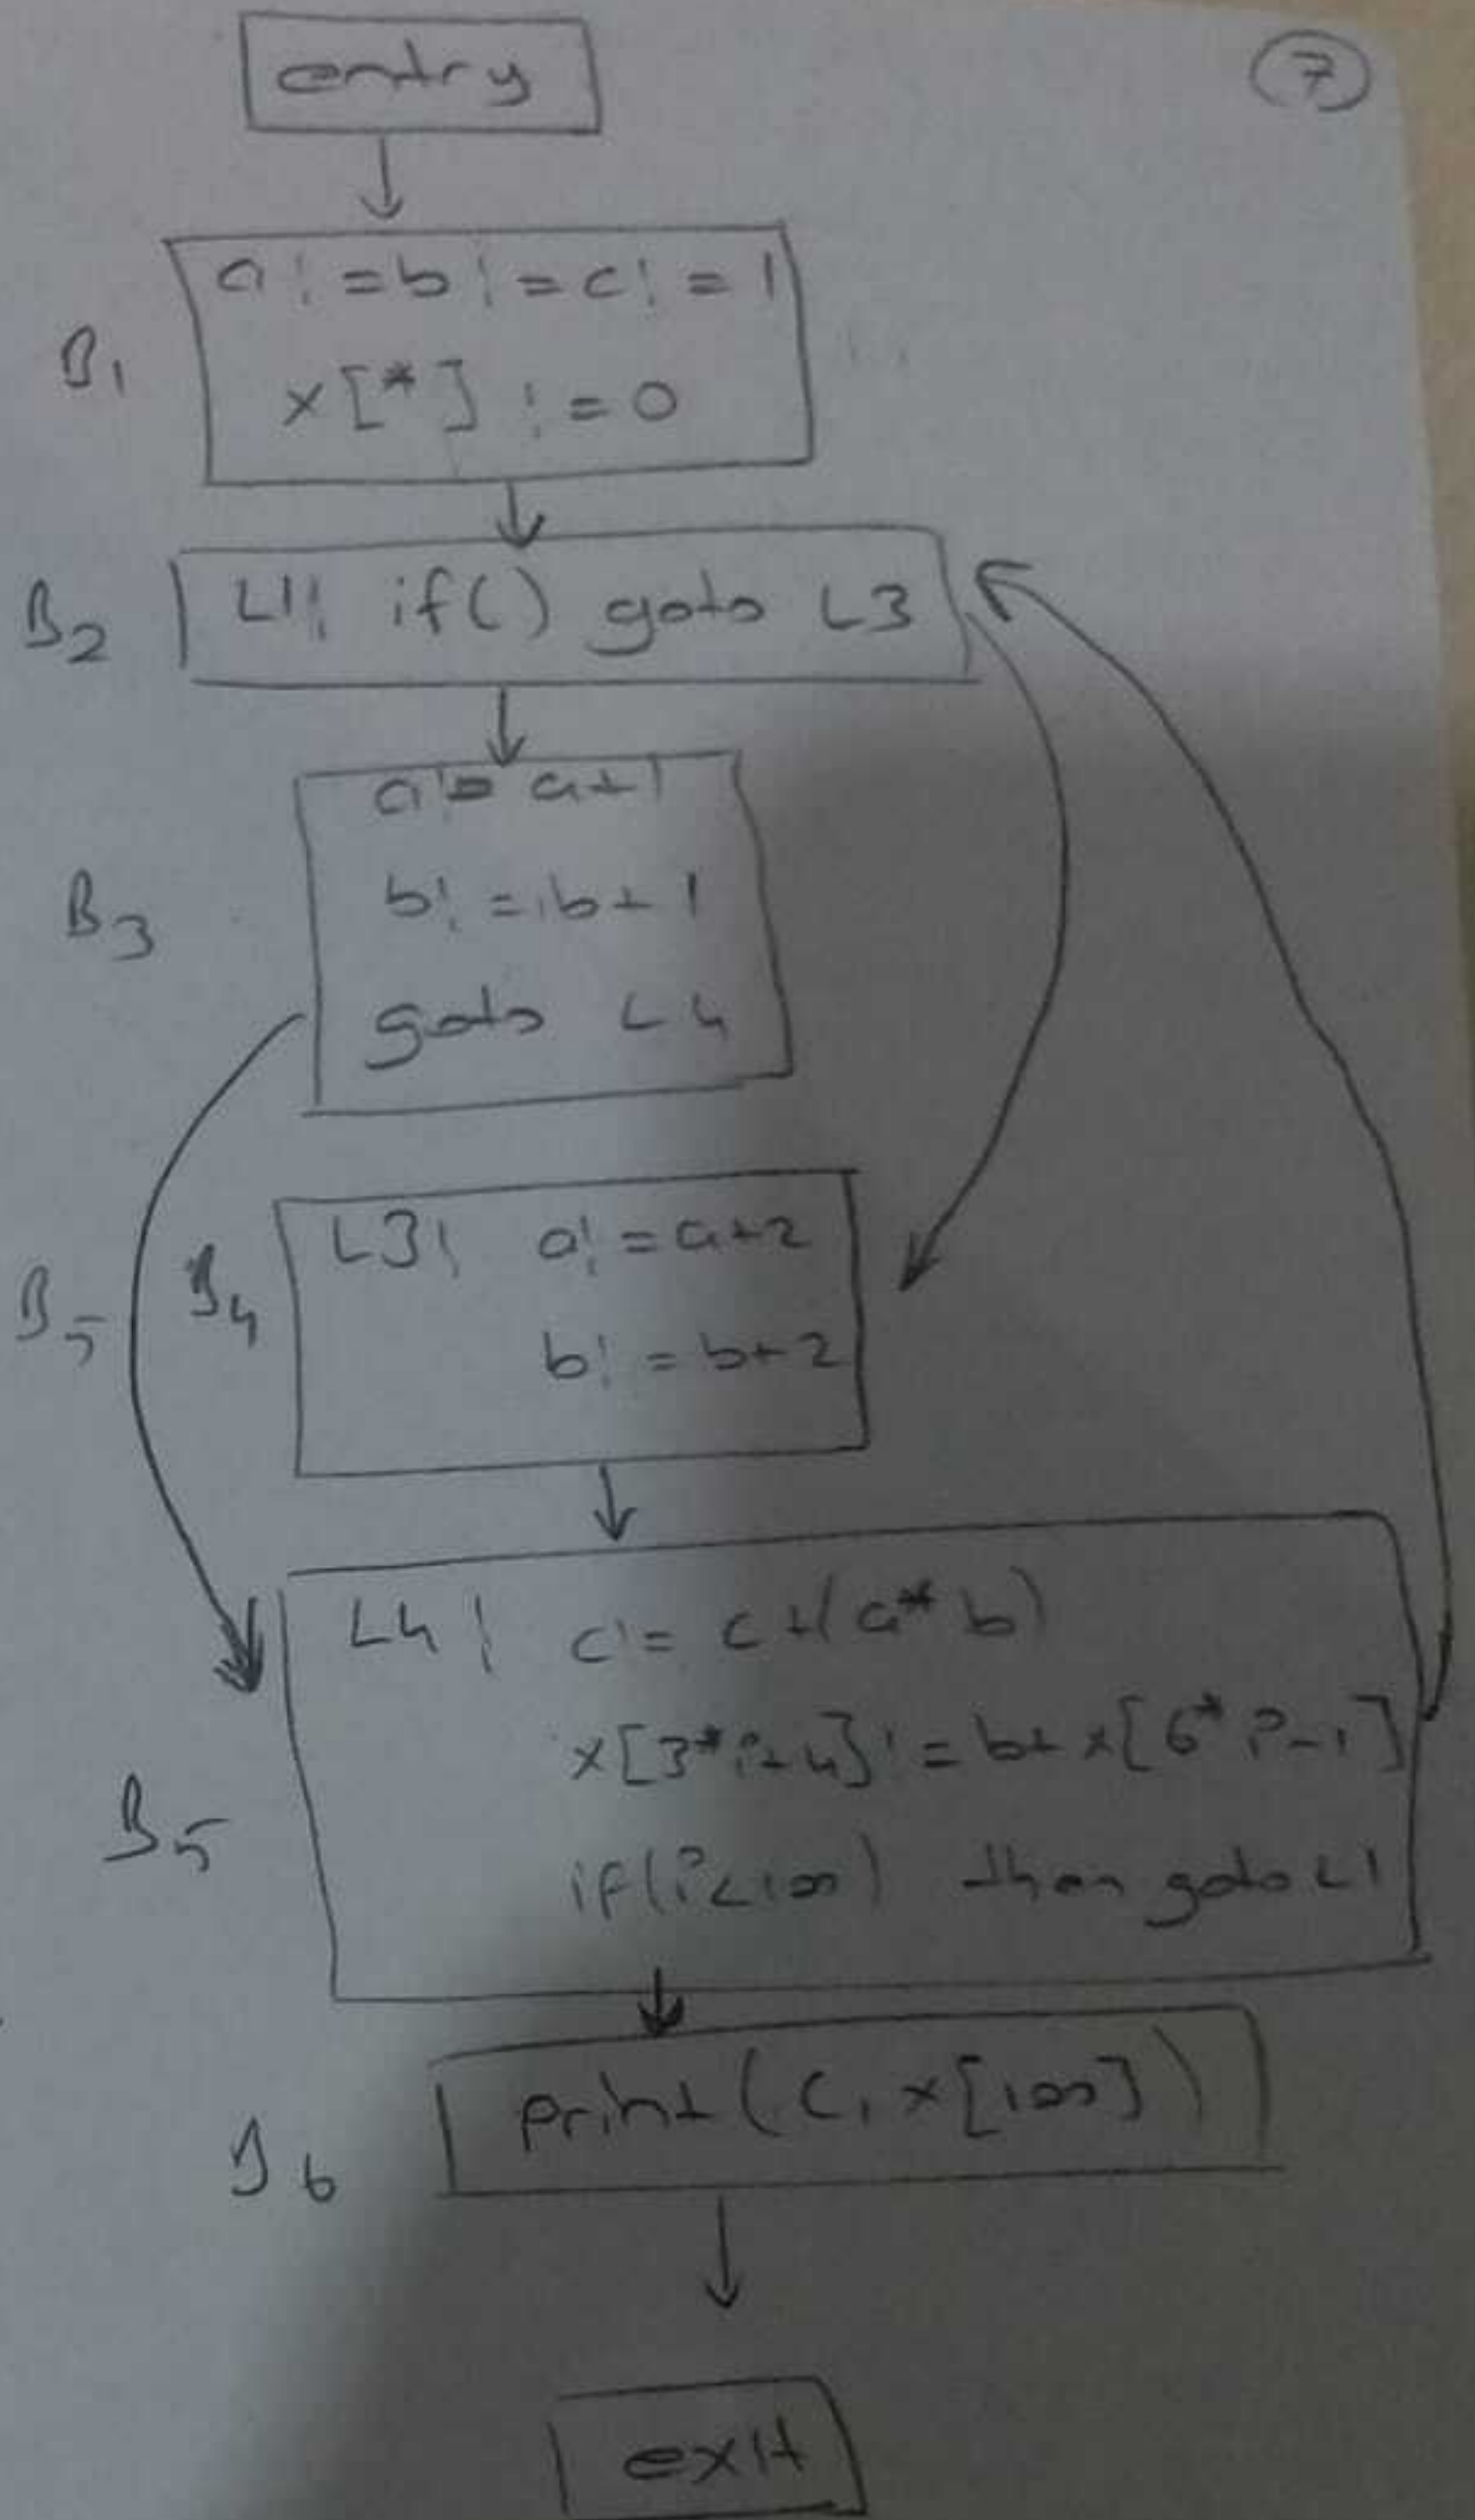 7
entry
B1
a:=b:=c:=1
x[*]:=0
B2
L1: if() goto L3
B3
a:=a+1
b:=b+1
goto L4
B5
B4
L3: a:=a+2
b:=b+2
L4: c:=c+(a*b)
x[3*i+4]:=b+x[6*i-1]
B5
if(i<100) then goto L1
B6
print(c,x[100])
exit